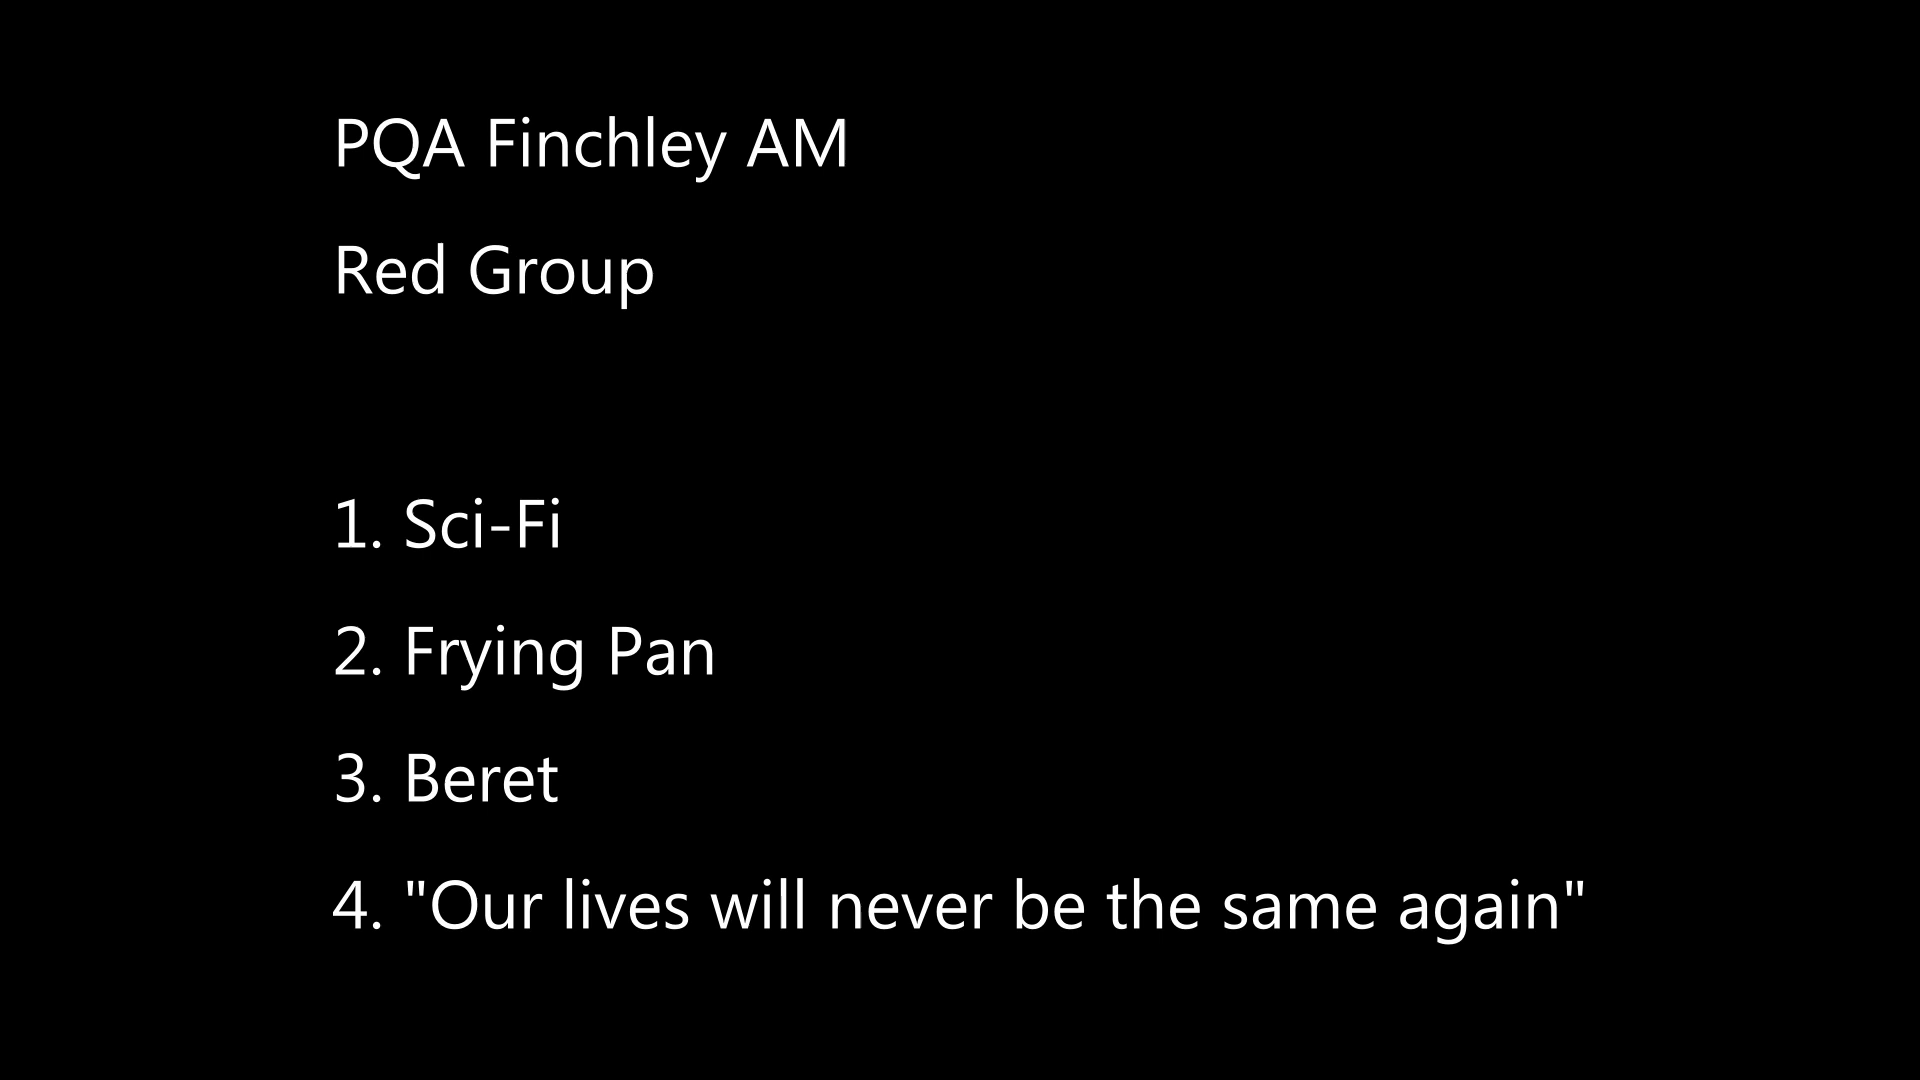 PQA Finchley AM
Red Group
1. Sci-Fi
2. Frying Pan
3. Beret
4. "Our lives will never be the same again"